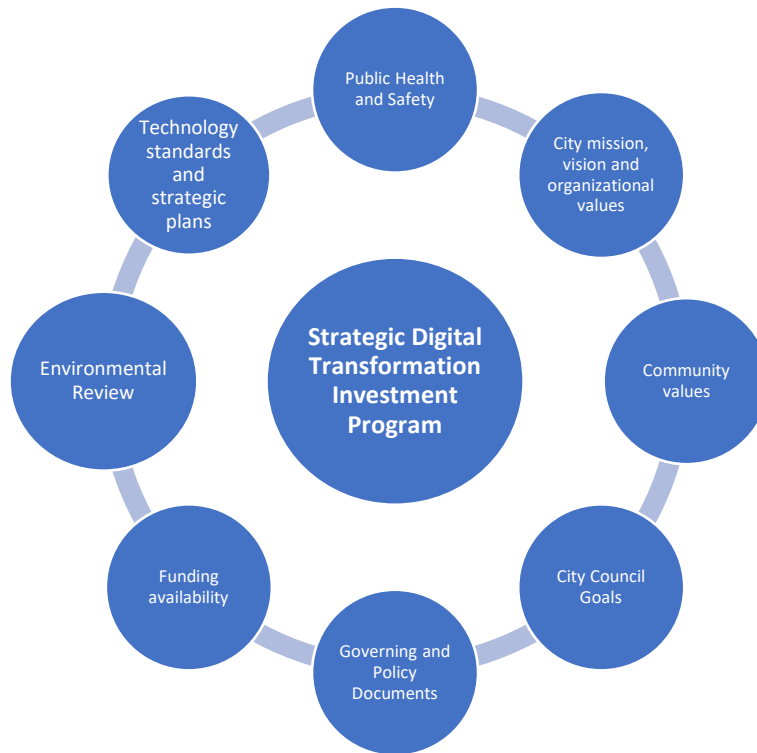 Public Health
and Safety
City mission,
vision and
organizational
values
Community
values
City Council
Goals
Governing and
Policy
Documents
Funding
availability
Environmental
Review
Technology
standards
and
strategic
plans
Strategic Digital
Transformation
Investment
Program